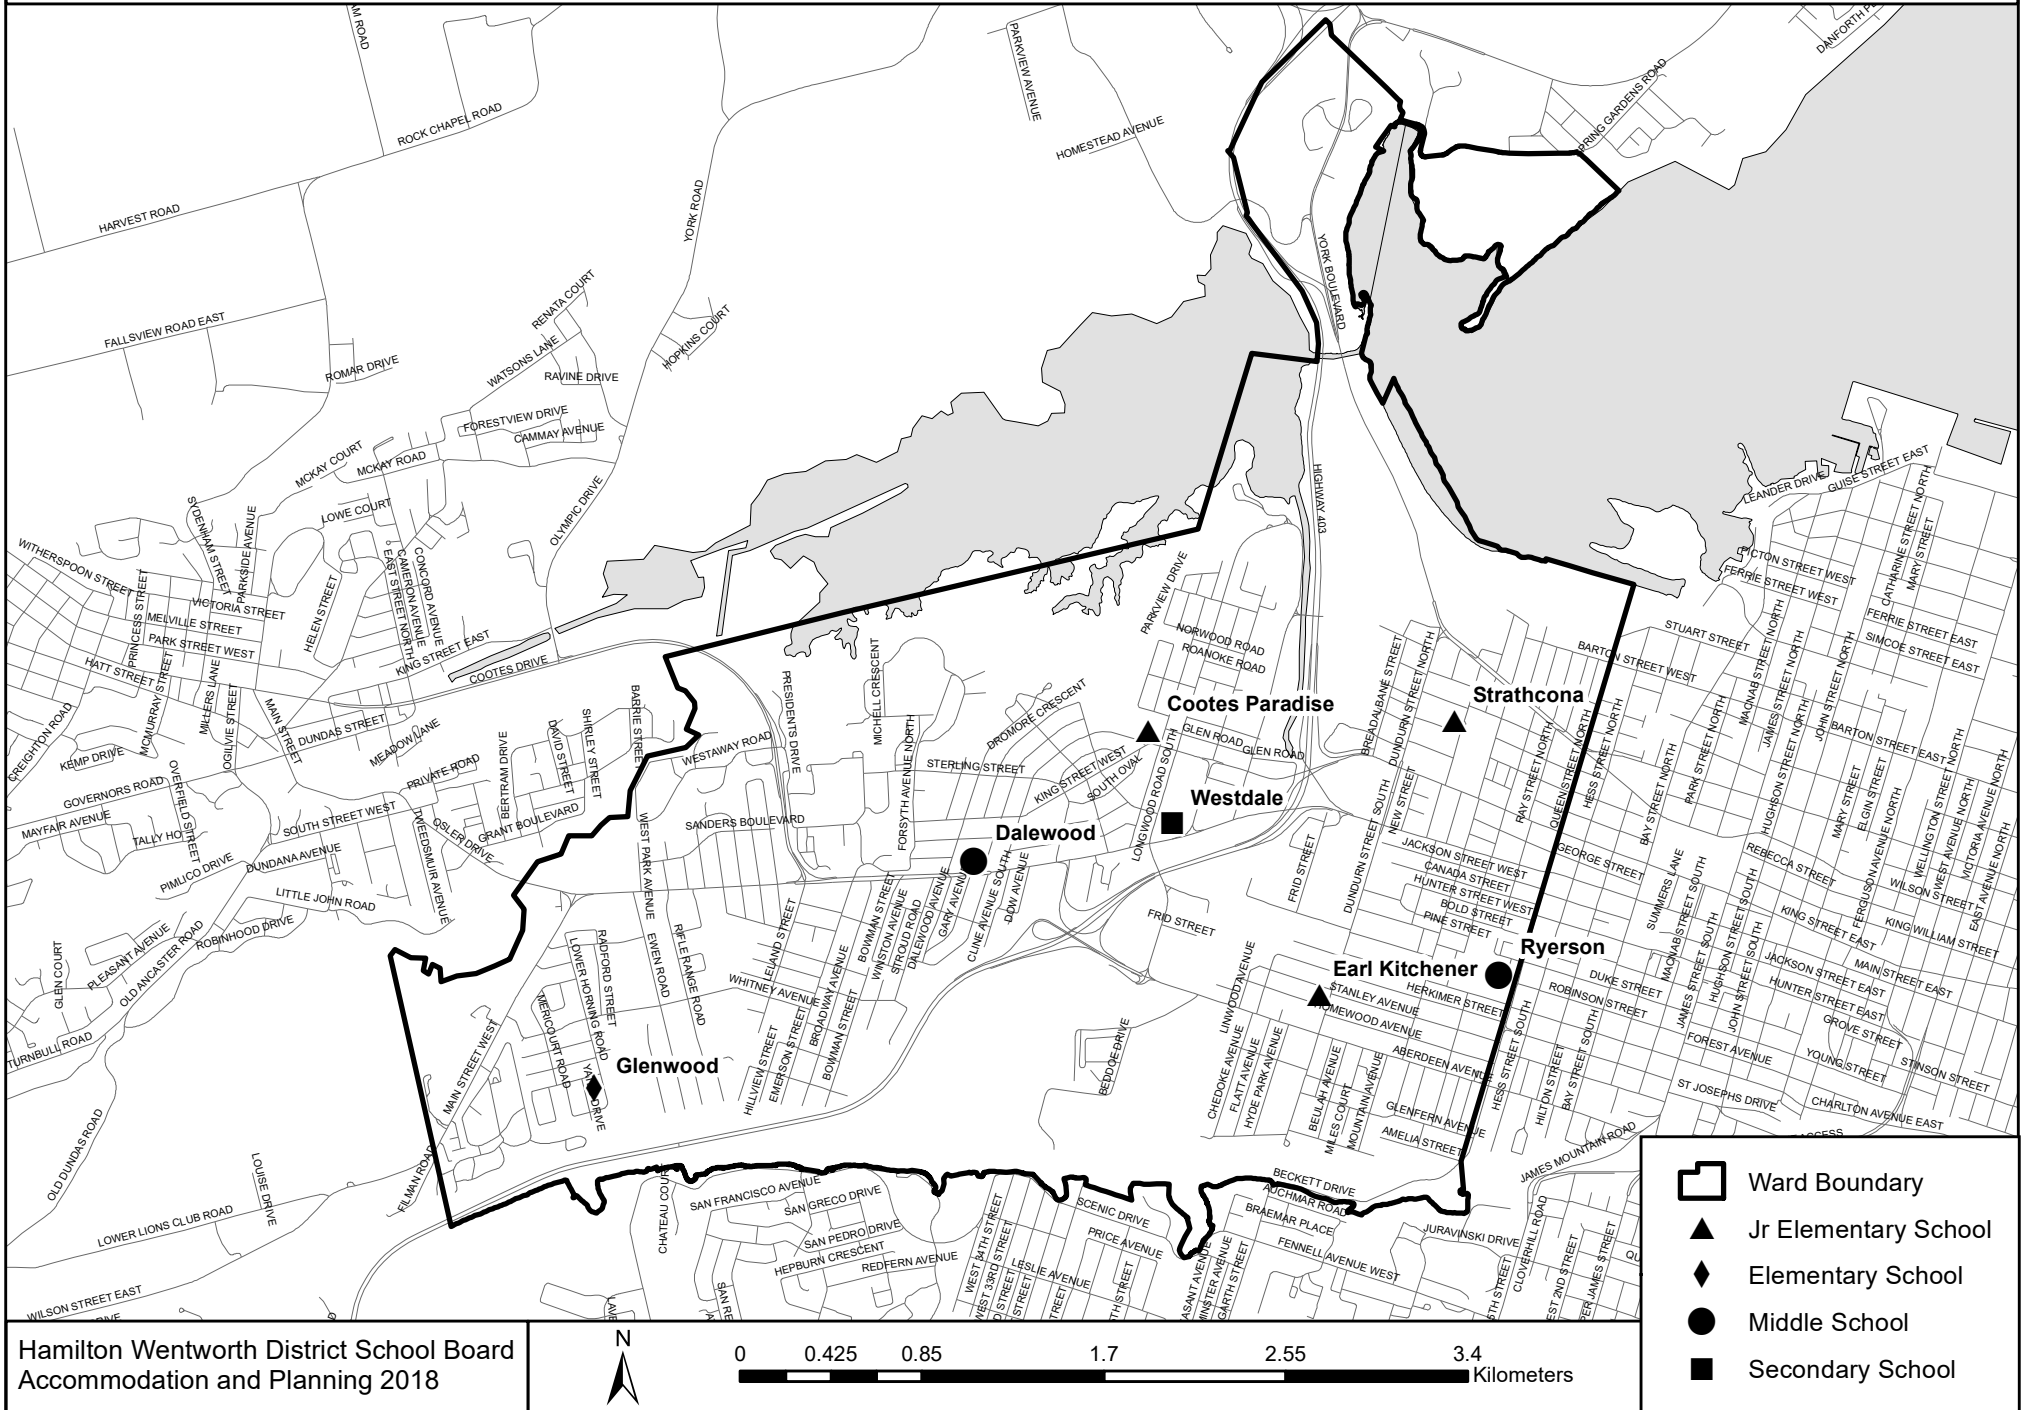 M ROAD
PARKVIEW AVENUE
DANFORTH P
ROCK CHAPEL ROAD
HOMESTEAD AVENUE
PRING GARDENS ROAD
HARVEST ROAD
YORK ROAD
YORK BOULEVARD
RENATA COURT
FALLSVIEW ROAD EAST
HOPKINS COURT
WATSONS LANE
ROMAR DRIVE
RAVINE DRIVE
FORESTVIEW DRIVE
CAMMAY AVENUE
MCKAY COURT
MCKAY ROAD
LOWE COURT
OLYMPIC DRIVE
HIGHWAY 403
LEANDER DRIVE
GUISE STREET EAST
SYDENHAM STREET
PARKSIDE AVENUE
WITHERSPOON STREET
PRINCESS STREET
VICTORIA STREET
MELVILLE STREET
PARK STREET WEST
HATT STREET
HELEN STREET
EAST STREET NORTH
CAMERON AVENUE
CONCORD AVENUE
KING STREET EAST
COOTES DRIVE
MCMURRAY STREET
MILLERS LANE
OGILVIE STREET
MAIN STREET
DUNDAS STREET
MEADOW LANE
CREIGHTON ROAD
KEMP DRIVE
GOVERNORS ROAD
MAYFAIR AVENUE
TALLY HO
OVERFIELD STREET
PIMLICO DRIVE
DUNDANA AVENUE
SOUTH STREET WEST
PRIVATE ROAD
BERTRAM DRIVE
DAVID STREET
SHIRLEY STREET
BARRIE STREET
GRANT BOULEVARD
OSLER DRIVE
TWEEDSMUIR AVENUE
LITTLE JOHN ROAD
ROBINHOOD DRIVE
OLD ANCASTER ROAD
PLEASANT AVENUE
GLEN COURT
TURNBULL ROAD
OLD DUNDAS ROAD
LOUISE DRIVE
LOWER LIONS CLUB ROAD
WILSON STREET EAST
FILMAN ROAD
MAIN STREET WEST
PRESIDENTS DRIVE
MICHELL CRESCENT
WESTAWAY ROAD
FORSYTH AVENUE NORTH
STERLING STREET
DROMORE CRESCENT
KING STREET WEST
SOUTH OVAL
LONGWOOD ROAD SOUTH
PARKVIEW DRIVE
NORWOOD ROAD
ROANOKE ROAD
Cootes Paradise
GLEN ROAD
GLEN ROAD
Westdale
Dalewood
Strathcona
Ryerson
Earl Kitchener
Glenwood
SANDERS BOULEVARD
WEST PARK AVENUE
EWEN ROAD
RIFLE RANGE ROAD
RADFORD STREET
LOWER HORNING ROAD
MERICOURT ROAD
LELAND STREET
WHITNEY AVENUE
HILLVIEW STREET
EMERSON STREET
BROADWAY AVENUE
BOWMAN STREET
BOWMAN STREET
WINSTON AVENUE
STROUD ROAD
DALEWOOD AVENUE
GARY AVENUE
CLINE AVENUE SOUTH
DOW AVENUE
BREADALBANE STREET
DUNDURN STREET NORTH
DUNDURN STREET SOUTH
NEW STREET
FRID STREET
FRID STREET
JACKSON STREET WEST
CANADA STREET
HUNTER STREET WEST
BOLD STREET
PINE STREET
STANLEY AVENUE
HERKIMER STREET
HOMEWOOD AVENUE
ABERDEEN AVENUE
LINWOOD AVENUE
CHEDOKE AVENUE
FLATT AVENUE
HYDE PARK AVENUE
BEULAH AVENUE
MILES COURT
MOUNTAIN AVENUE
GLENFERN AVENUE
AMELIA STREET
BEDDOE DRIVE
BECKETT DRIVE
AUCHMAR ROAD
BRAEMAR PLACE
FENNELL AVENUE WEST
JURAVINSKI DRIVE
SCENIC DRIVE
PRICE AVENUE
LESLIE AVENUE
CHATEAU COUR
SAN FRANCISCO AVENUE
SAN GRECO DRIVE
SAN PEDRO DRIVE
HEPBURN CRESCENT
REDFERN AVENUE
WEST 34TH STREET
WEST 33RD STREET
BARTON STREET WEST
STUART STREET
PICTON STREET WEST
FERRIE STREET WEST
CATHARINE STREET NORTH
MARY STREET
FERRIE STREET EAST
SIMCOE STREET EAST
BARTON STREET EAST
RAY STREET NORTH
QUEEN STREET NORTH
HESS STREET NORTH
BAY STREET NORTH
PARK STREET NORTH
MACNAB STREET NORTH
JAMES STREET NORTH
HUGHSON STREET NORTH
JOHN STREET NORTH
MARY STREET
ELGIN STREET
FERGUSON AVENUE NORTH
WELLINGTON STREET NORTH
WEST AVENUE NORTH
VICTORIA AVENUE NORTH
EAST AVENUE NORTH
GEORGE STREET
REBECCA STREET
WILSON STREET
KING WILLIAM STREET
KING STREET EAST
MAIN STREET EAST
JACKSON STREET EAST
HUNTER STREET EAST
GROVE STREET
YOUNG STREET
STINSON STREET
SUMMERS LANE
MACNAB STREET SOUTH
JAMES STREET SOUTH
HUGHSON STREET SOUTH
JOHN STREET SOUTH
DUKE STREET
ROBINSON STREET
FOREST AVENUE
ST JOSEPHS DRIVE
CHARLTON AVENUE EAST
HESS STREET SOUTH
HILTON STREET
BAY STREET SOUTH
JAMES MOUNTAIN ROAD
CLOVERHILL ROAD
Ward Boundary
Jr Elementary School
Elementary School
Middle School
Secondary School
Hamilton Wentworth District School Board
Accommodation and Planning 2018
N
0 0.425 0.85 1.7 2.55 3.4
Kilometers